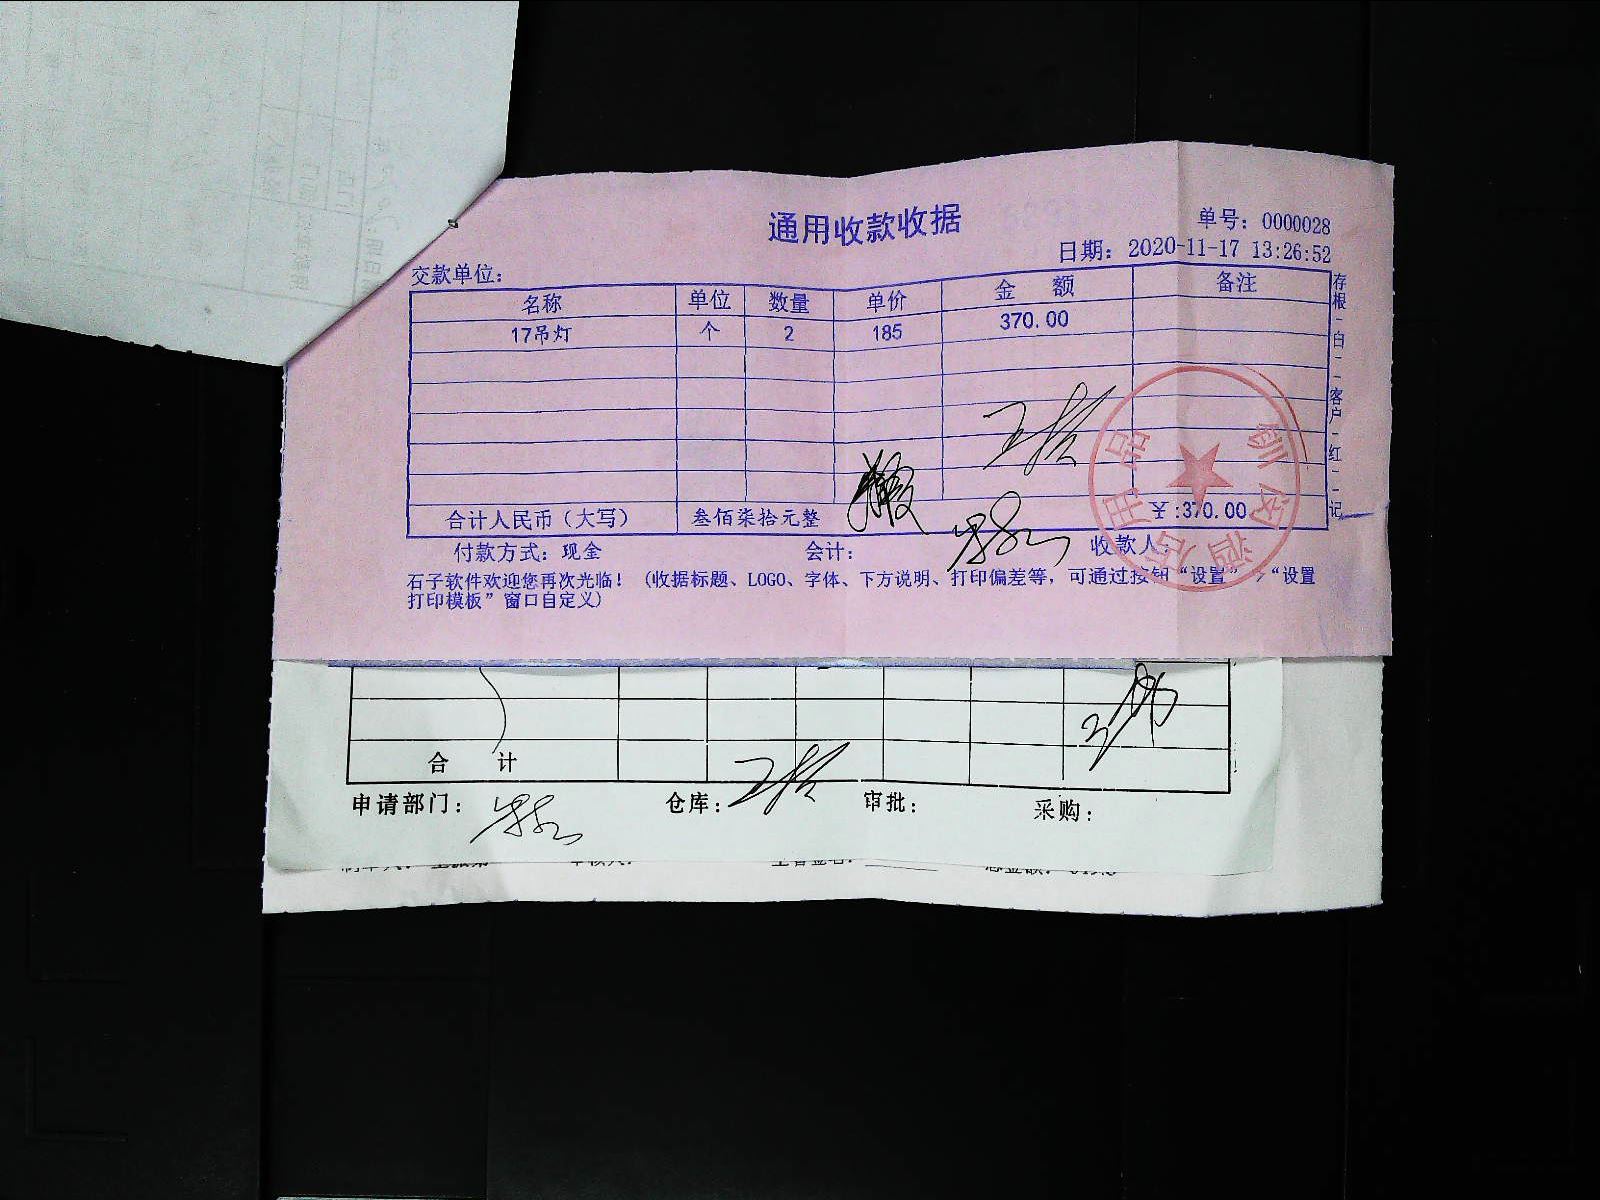 通用收款收据
单号：0000028
日期：2020-11-17 13:26:52
交款单位：
名称 单位 数量 单价 金 额 备注
17吊灯 个 2 185 370.00
合计人民币（大写） 叁佰柒拾元整 ￥:370.00
付款方式：现金 会计： 收款人：
石子软件欢迎您再次光临！（收据标题、LOGO、字体、下方说明、打印偏差等，可通过按钮“设置”->“设置
打印模板”窗口自定义）
存根--白--客户--红--记
用品
合 计
申请部门： 仓库： 审批： 采购：